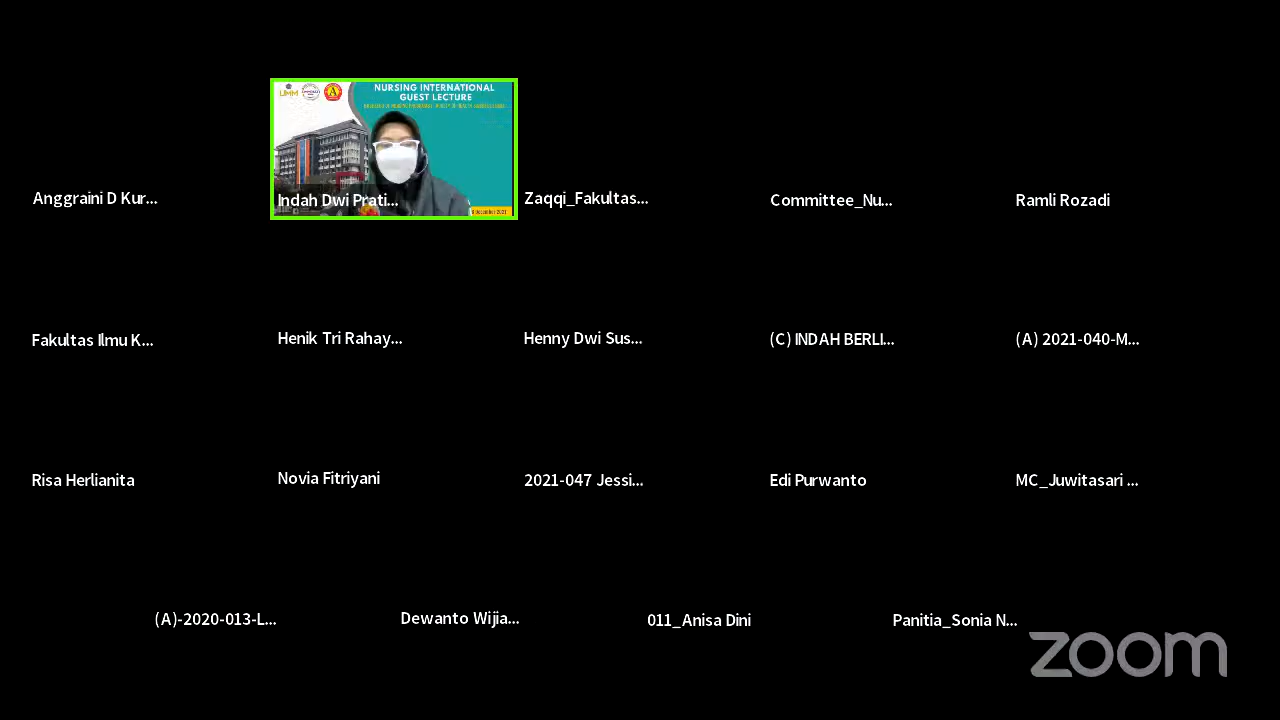 UMM
NURSING INTERNATIONAL
GUEST LECTURE
Anggraini D Kur...
Indah Dwi Prati...
Zaqqi_Fakultas...
Committee_Nu...
Ramli Rozadi
Fakultas Ilmu K...
Henik Tri Rahay...
Henny Dwi Sus...
(C) INDAH BERLI...
(A) 2021-040-M...
Risa Herlianita
Novia Fitriyani
2021-047 Jessi...
Edi Purwanto
MC_Juwitasari ...
(A)-2020-013-L...
Dewanto Wijia...
011_Anisa Dini
Panitia_Sonia N...
zoom